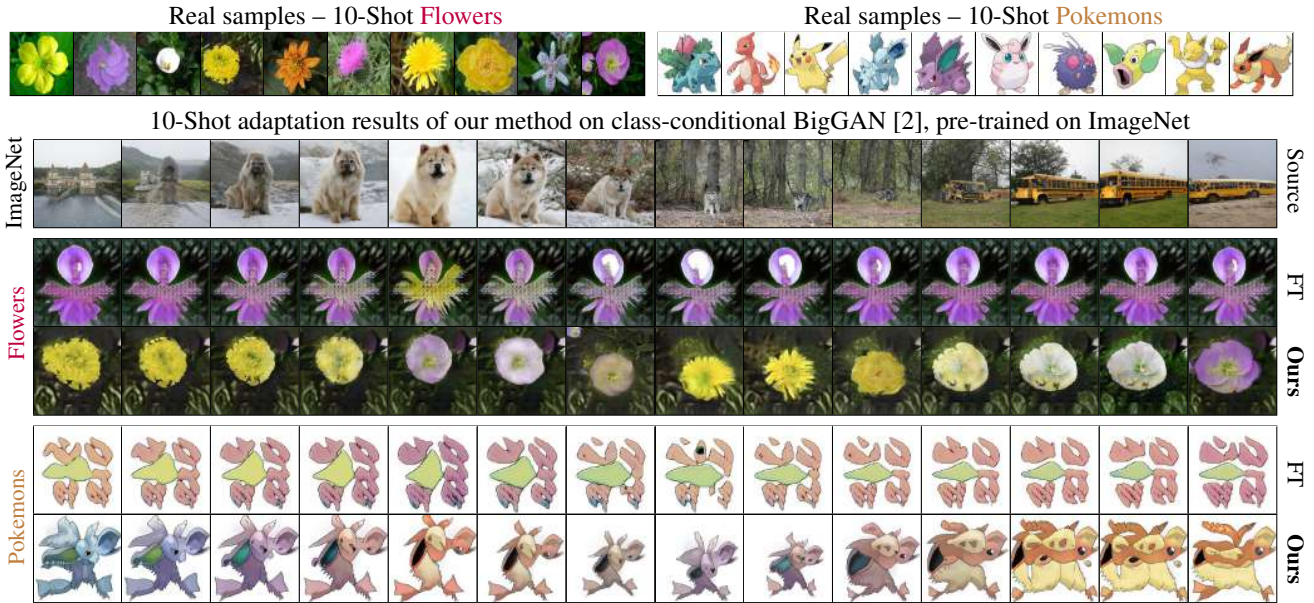 Real samples – 10-Shot Flowers
Real samples – 10-Shot Pokemons
10-Shot adaptation results of our method on class-conditional BigGAN [2], pre-trained on ImageNet
ImageNet
Source
Flowers
FT
Ours
Pokemons
FT
Ours